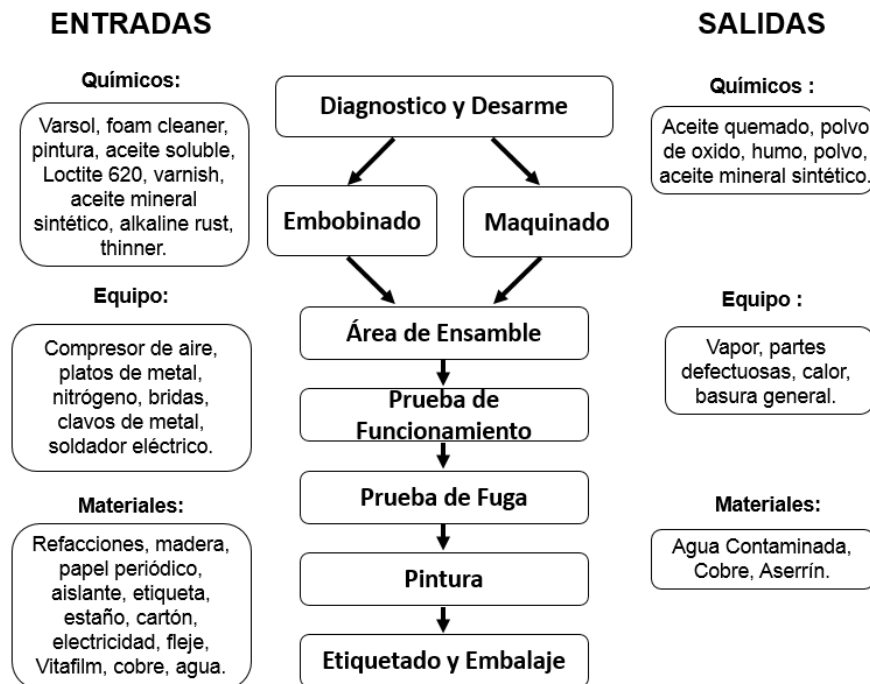 ENTRADAS
Químicos:
Varsol, foam cleaner,
pintura, aceite soluble,
Loctite 620, varnish,
aceite mineral
sintético, alkaline rust,
thinner.
Equipo:
Compresor de aire,
platos de metal,
nitrógeno, bridas,
clavos de metal,
soldador eléctrico.
Materiales:
Refacciones, madera,
papel periódico,
aislante, etiqueta,
estaño, cartón,
electricidad, fleje,
Vitafilm, cobre, agua.
Diagnostico y Desarme
Embobinado
Maquinado
Área de Ensamble
Prueba de
Funcionamiento
Prueba de Fuga
Pintura
Etiquetado y Embalaje
SALIDAS
Químicos :
Aceite quemado, polvo
de oxido, humo, polvo,
aceite mineral sintético.
Equipo :
Vapor, partes
defectuosas, calor,
basura general.
Materiales:
Agua Contaminada,
Cobre, Aserrín.